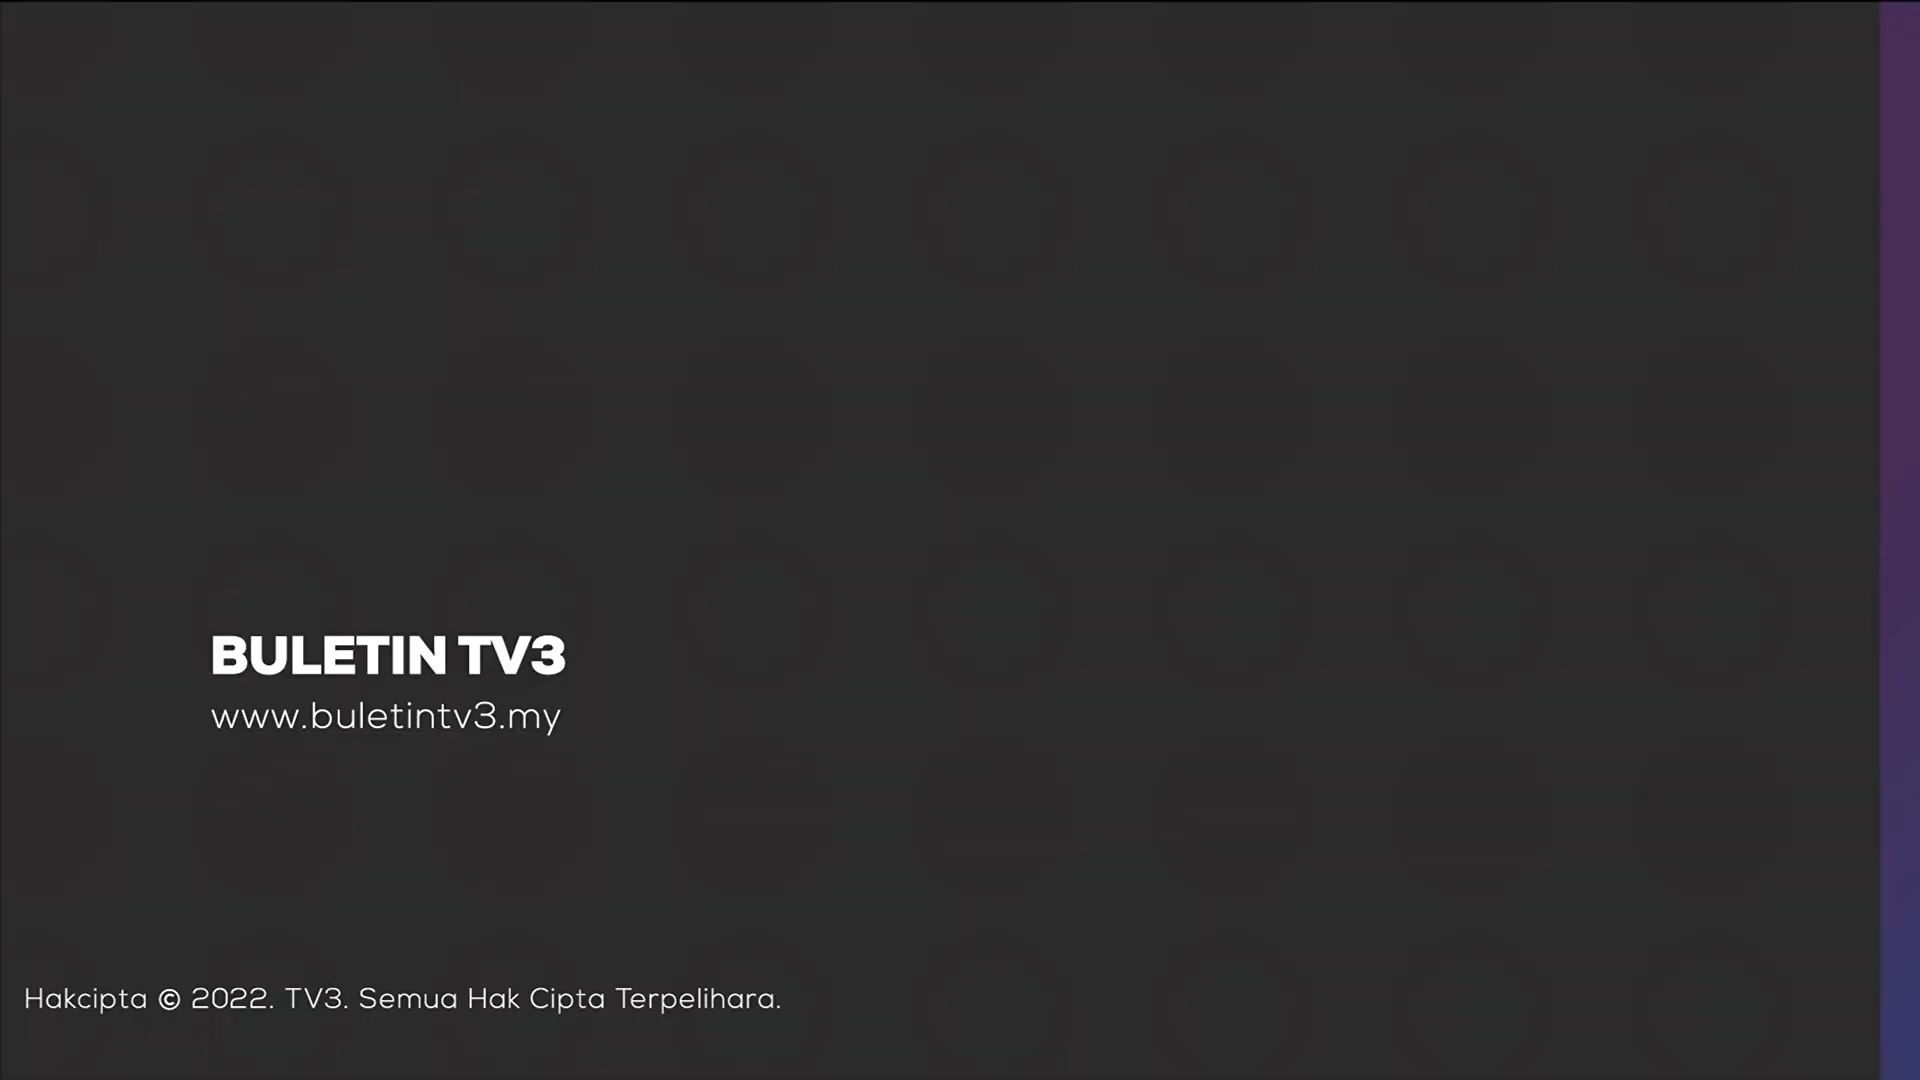 BULETIN TV3
www.buletintv3.my
Hakcipta © 2022. TV3. Semua Hak Cipta Terpelihara.